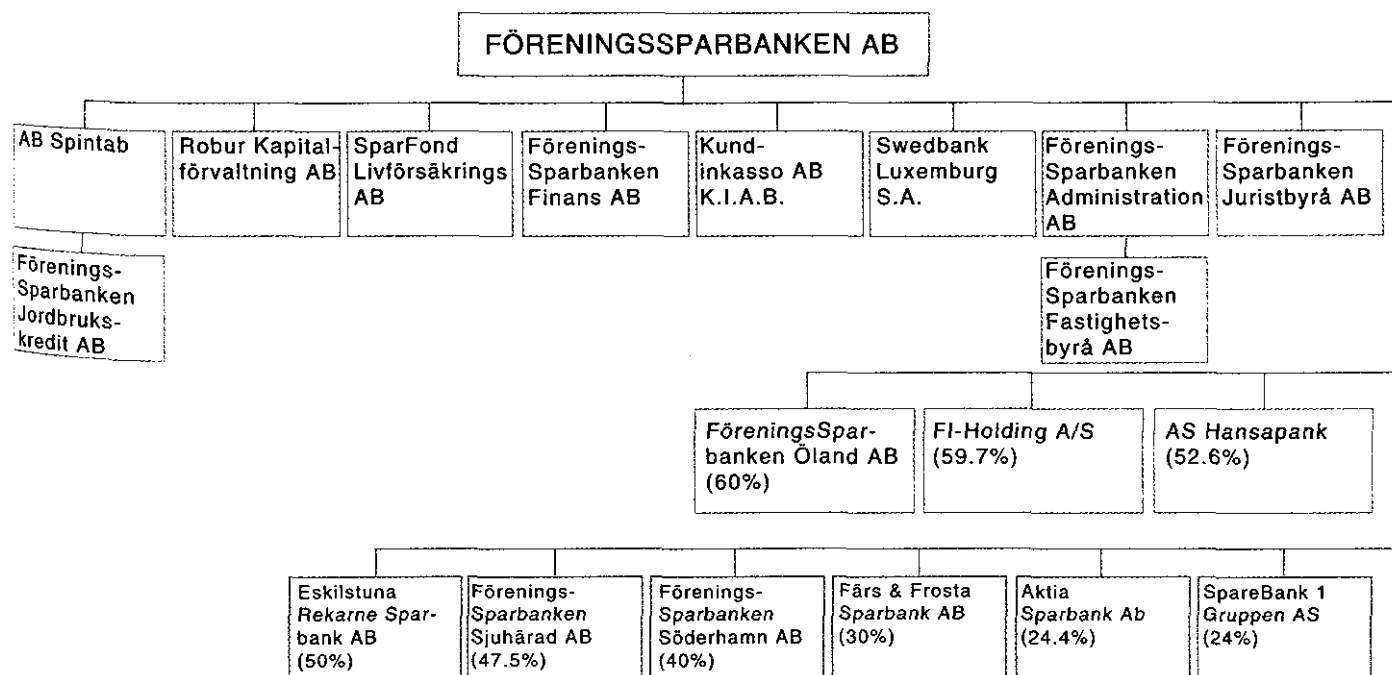 FÖRENINGSSPARBANKEN AB
AB Spintab
Robur Kapital-
förvaltning AB
SparFond
Livförsäkrings
AB
Förenings-
Sparbanken
Finans AB
Kund-
inkasso AB
K.I.A.B.
Swedbank
Luxemburg
S.A.
Förenings-
Sparbanken
Administration
AB
Förenings-
Sparbanken
Juristbyrå AB
Förenings-
Sparbanken
Jordbruks-
kredit AB
Förenings-
Sparbanken
Fastighets-
byrå AB
FöreningsSpar-
banken Öland AB
(60%)
FI-Holding A/S
(59.7%)
AS Hansapank
(52.6%)
Eskilstuna
Rekarne Spar-
bank AB
(50%)
Förenings-
Sparbanken
Sjuhärad AB
(47.5%)
Förenings-
Sparbanken
Söderhamn AB
(40%)
Färs & Frosta
Sparbank AB
(30%)
Aktia
Sparbank Ab
(24.4%)
SpareBank 1
Gruppen AS
(24%)